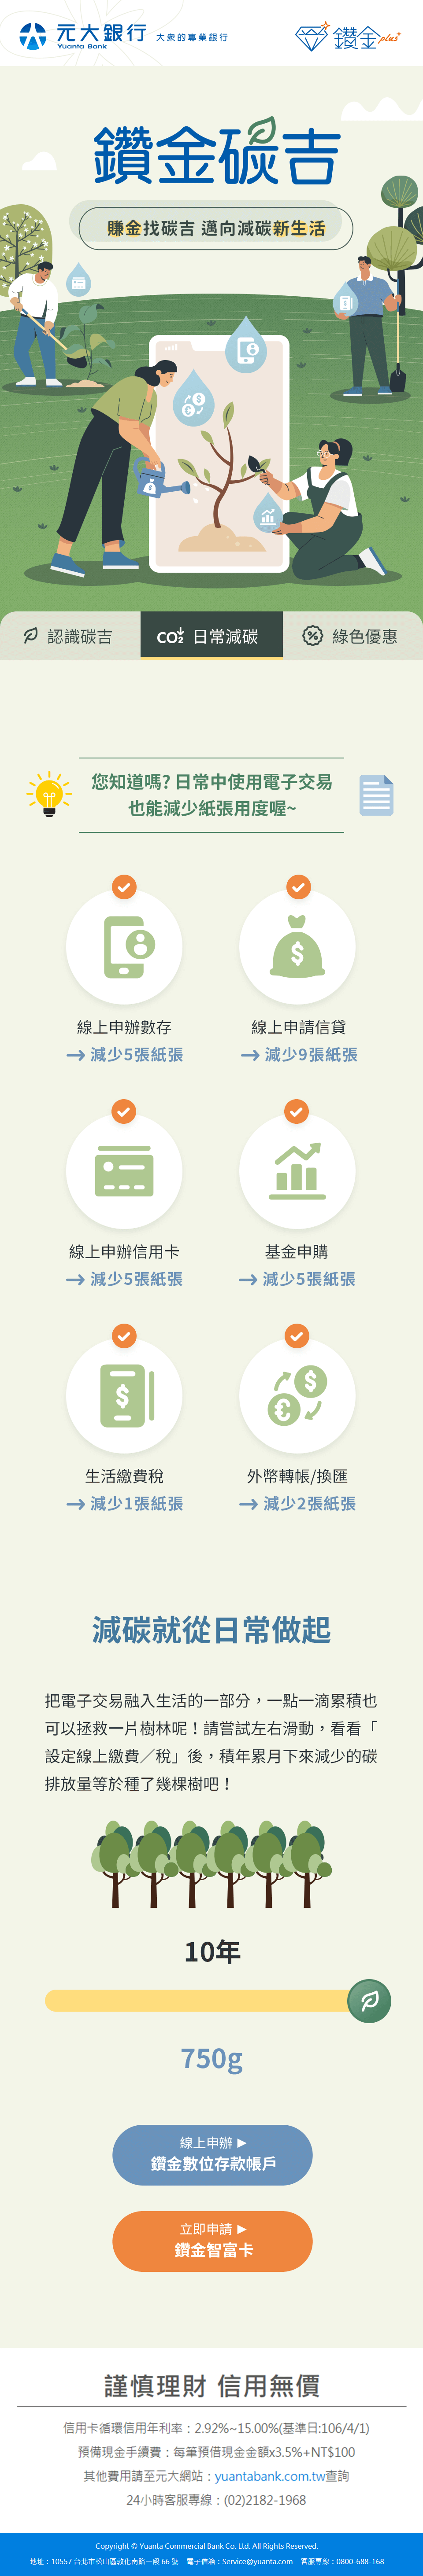 元大銀行 大衆的專業銀行
Yuanta Bank
鑽金plus+
鑽金碳吉
賺金找碳吉 邁向減碳新生活
認識碳吉
CO2 日常減碳
綠色優惠
您知道嗎? 日常中使用電子交易
也能減少紙張用度喔~
線上申辦數存
→ 減少5張紙張
線上申請信貸
→ 減少9張紙張
線上申辦信用卡
→ 減少5張紙張
基金申購
→ 減少5張紙張
生活繳費稅
→ 減少1張紙張
外幣轉帳/換匯
→ 減少2張紙張
減碳就從日常做起
把電子交易融入生活的一部分，一點一滴累積也
可以拯救一片樹林呢！請嘗試左右滑動，看看「
設定線上繳費／稅」後，積年累月下來減少的碳
排放量等於種了幾棵樹吧！
10年
750g
線上申辦 ▶
鑽金數位存款帳戶
立即申請 ▶
鑽金智富卡
謹慎理財 信用無價
信用卡循環信用年利率：2.92%~15.00%(基準日:106/4/1)
預備現金手續費：每筆預借現金金額x3.5%+NT$100
其他費用請至元大網站：yuantabank.com.tw查詢
24小時客服專線：(02)2182-1968
Copyright © Yuanta Commercial Bank Co. Ltd. All Rights Reserved.
地址：10557 台北市松山區敦化南路一段 66 號 電子信箱：Service@yuanta.com 客服專線：0800-688-168